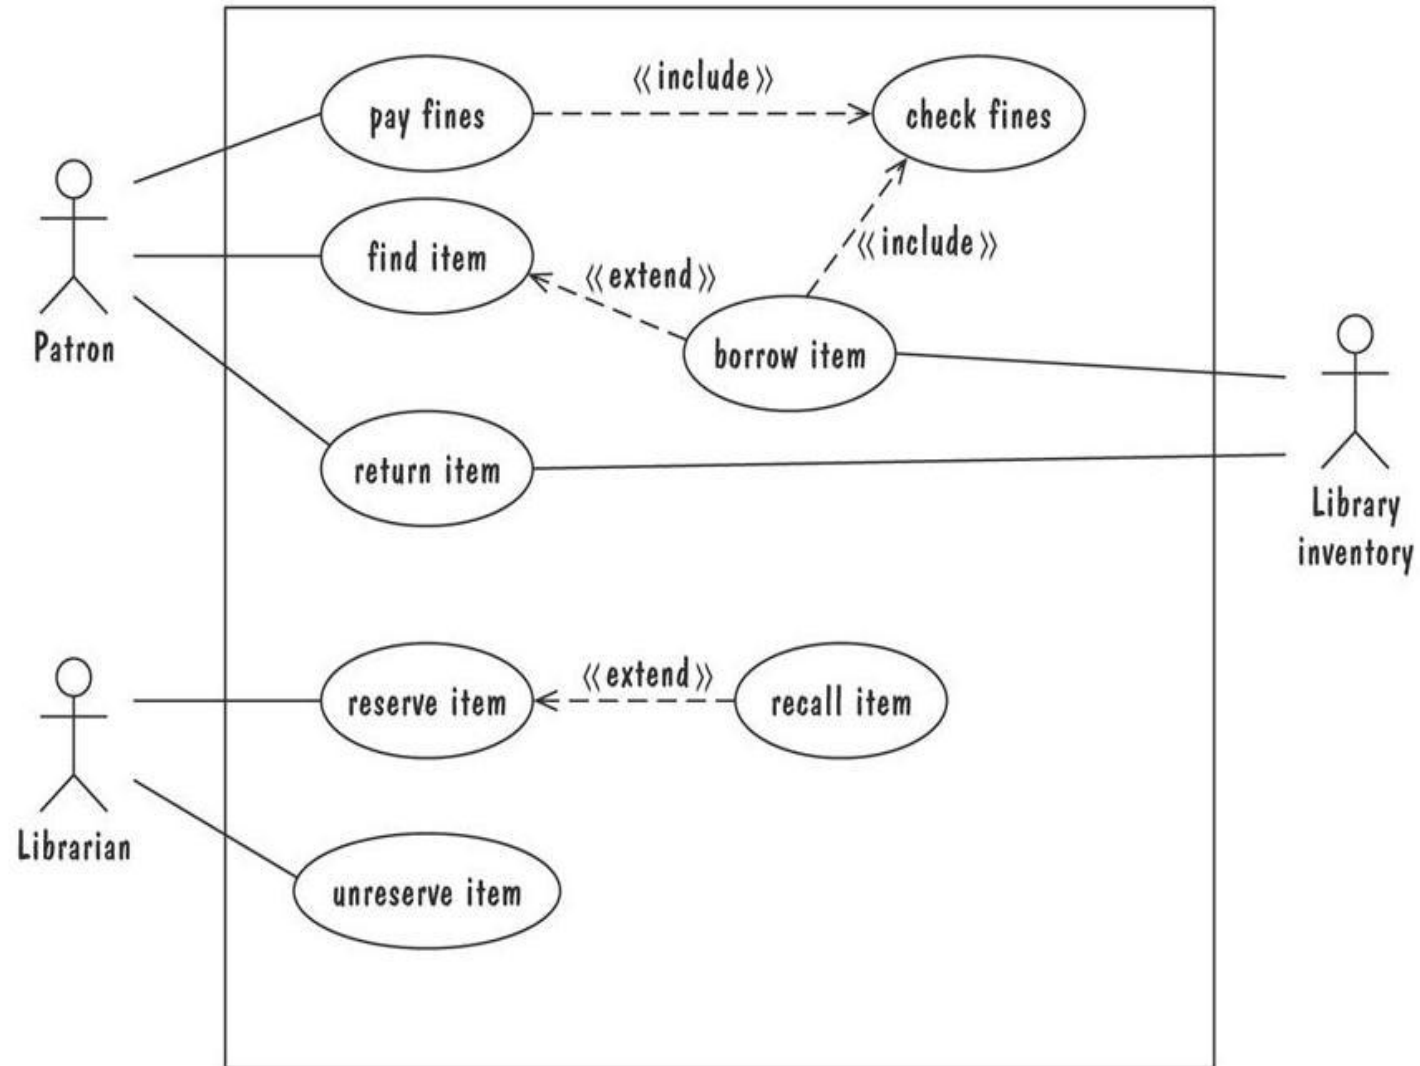 pay fines
«include»
check fines
find item
«include»
«extend»
Patron
borrow item
return item
Library
inventory
reserve item
«extend»
recall item
Librarian
unreserve item